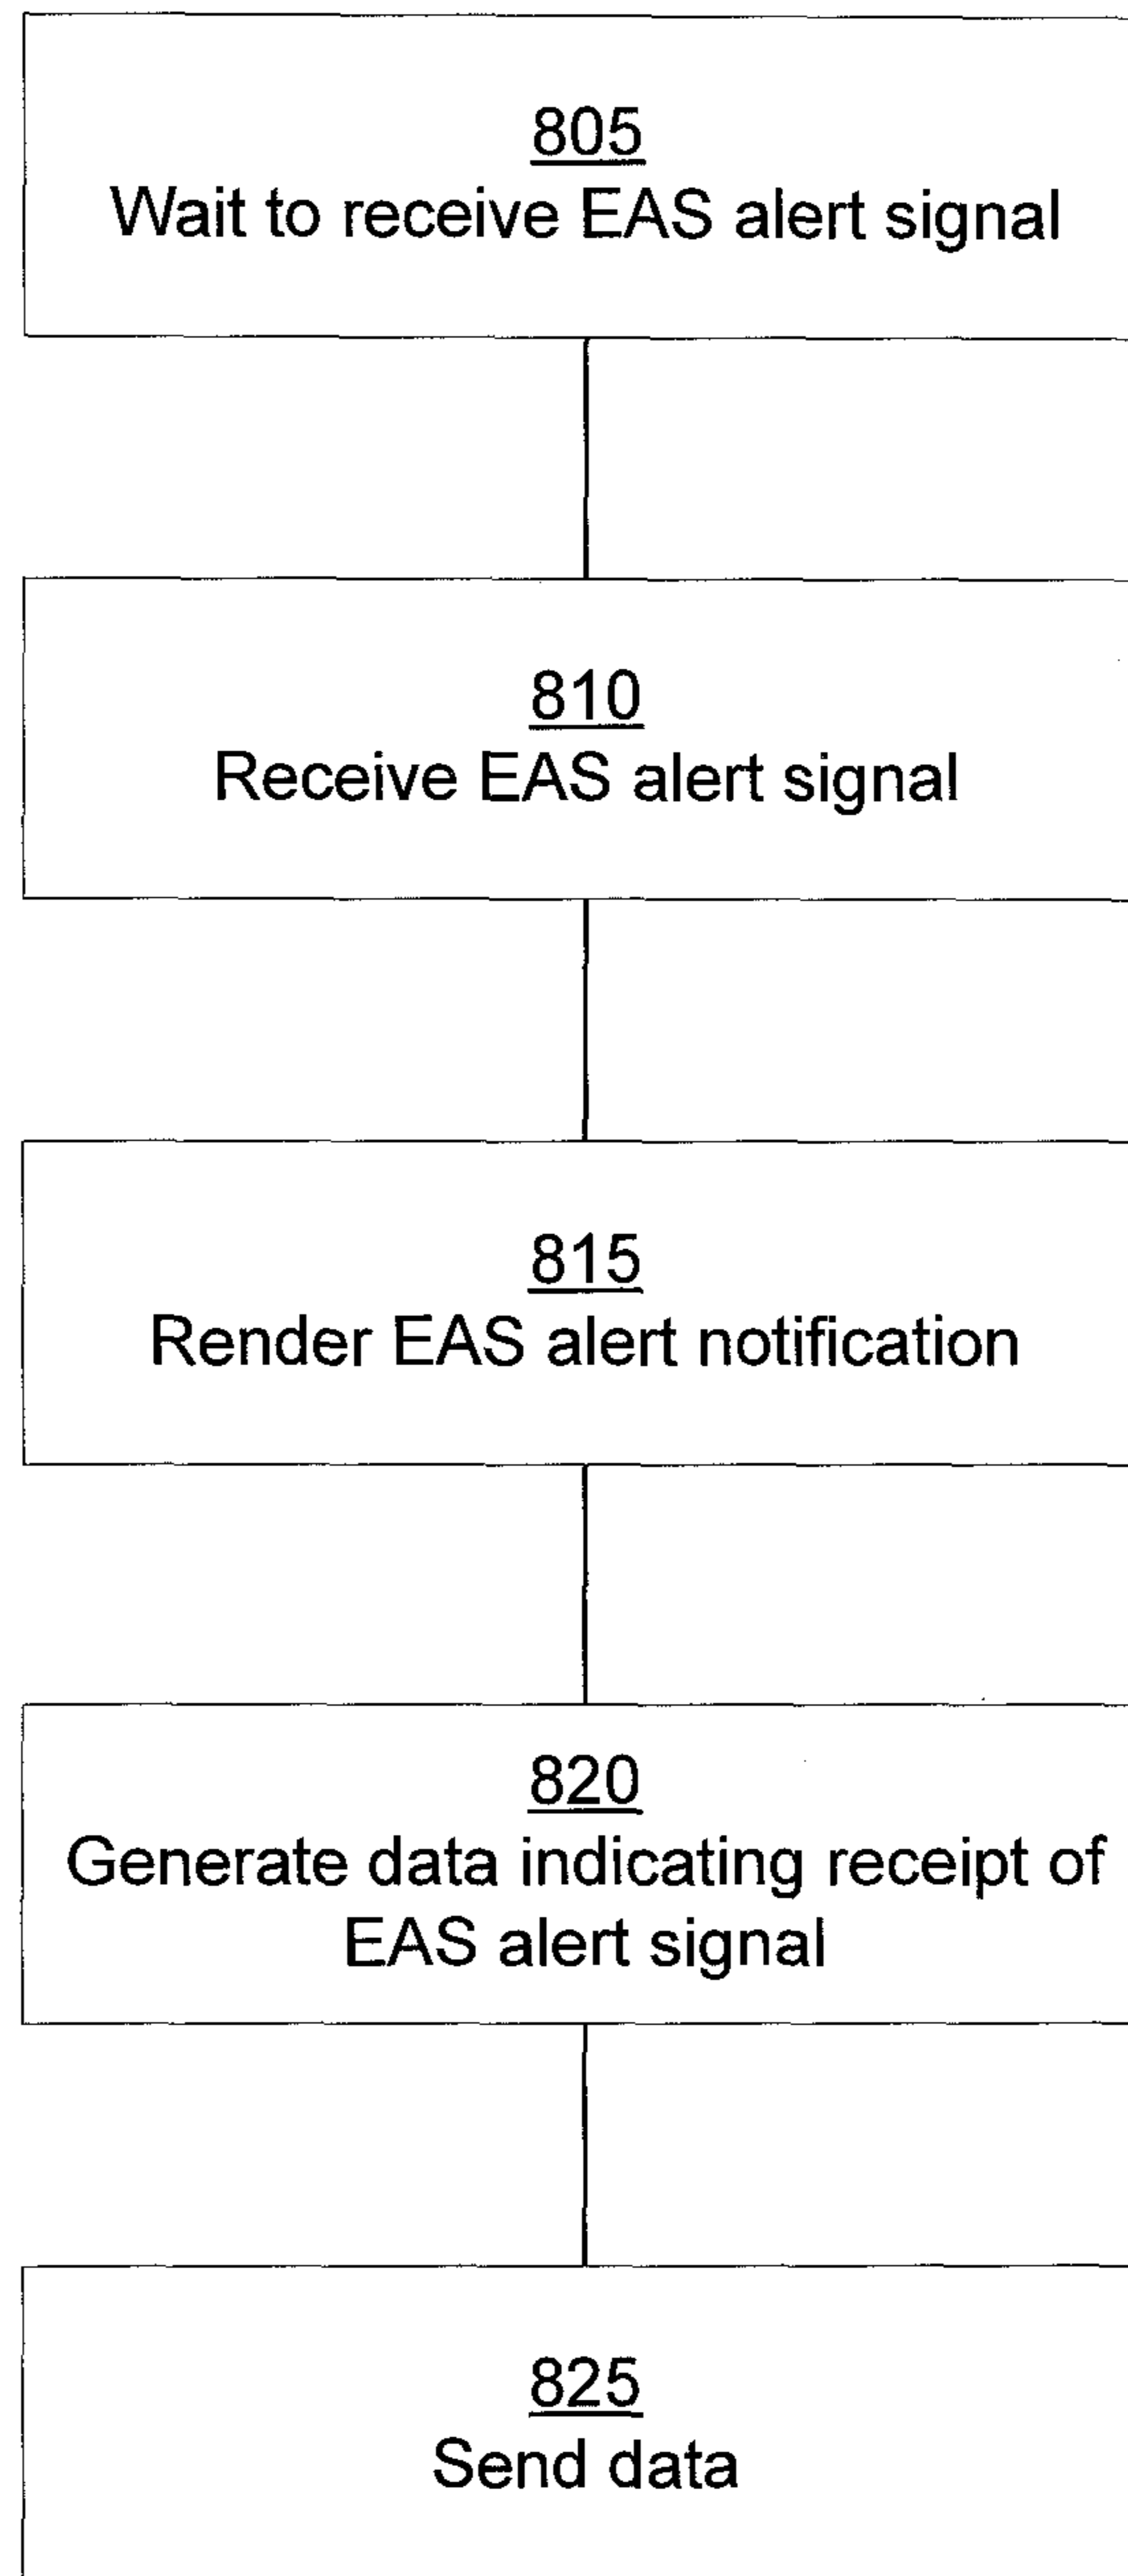 805
Wait to receive EAS alert signal
810
Receive EAS alert signal
815
Render EAS alert notification
820
Generate data indicating receipt of
EAS alert signal
825
Send data